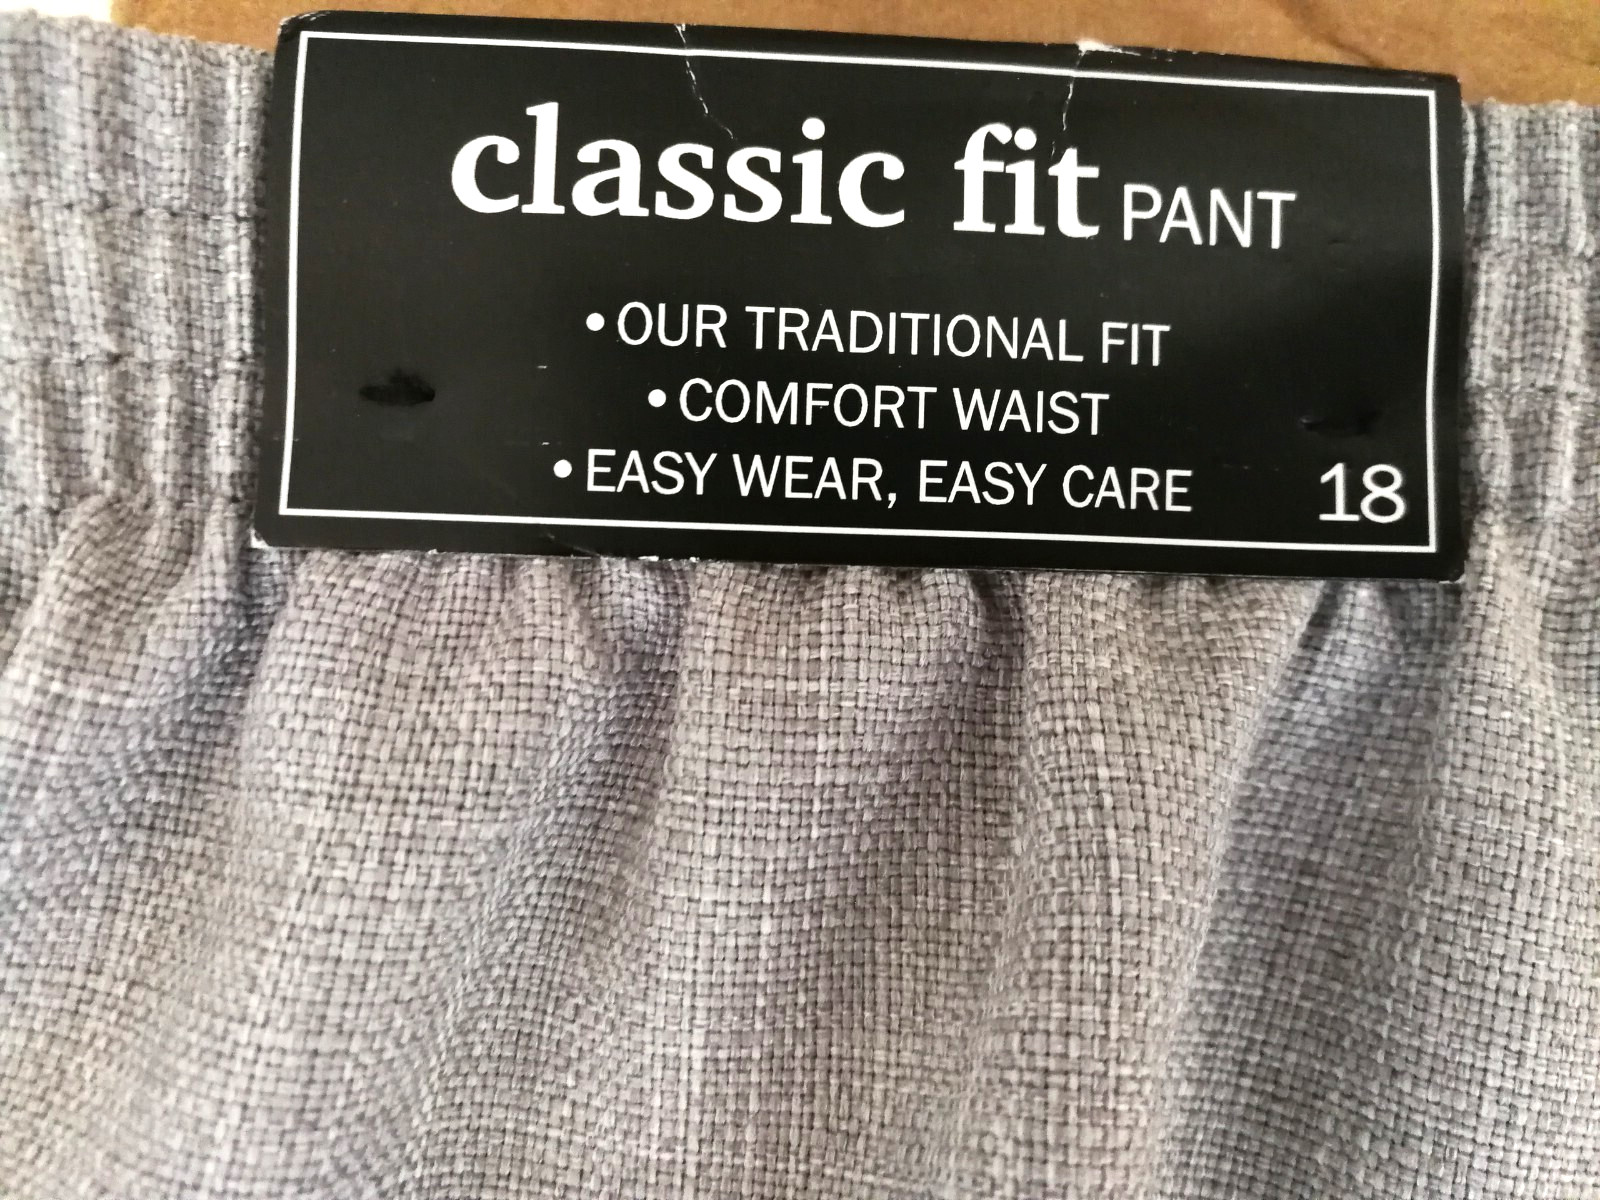 classic fit PANT
• OUR TRADITIONAL FIT
• COMFORT WAIST
• EASY WEAR, EASY CARE
18